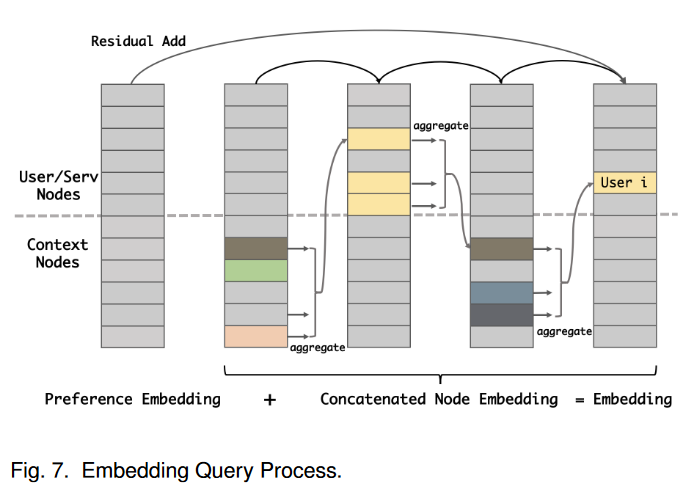 Residual Add
aggregate
User/Serv
Nodes
User i
Context
Nodes
aggregate
aggregate
Preference Embedding + Concatenated Node Embedding = Embedding
Fig. 7. Embedding Query Process.